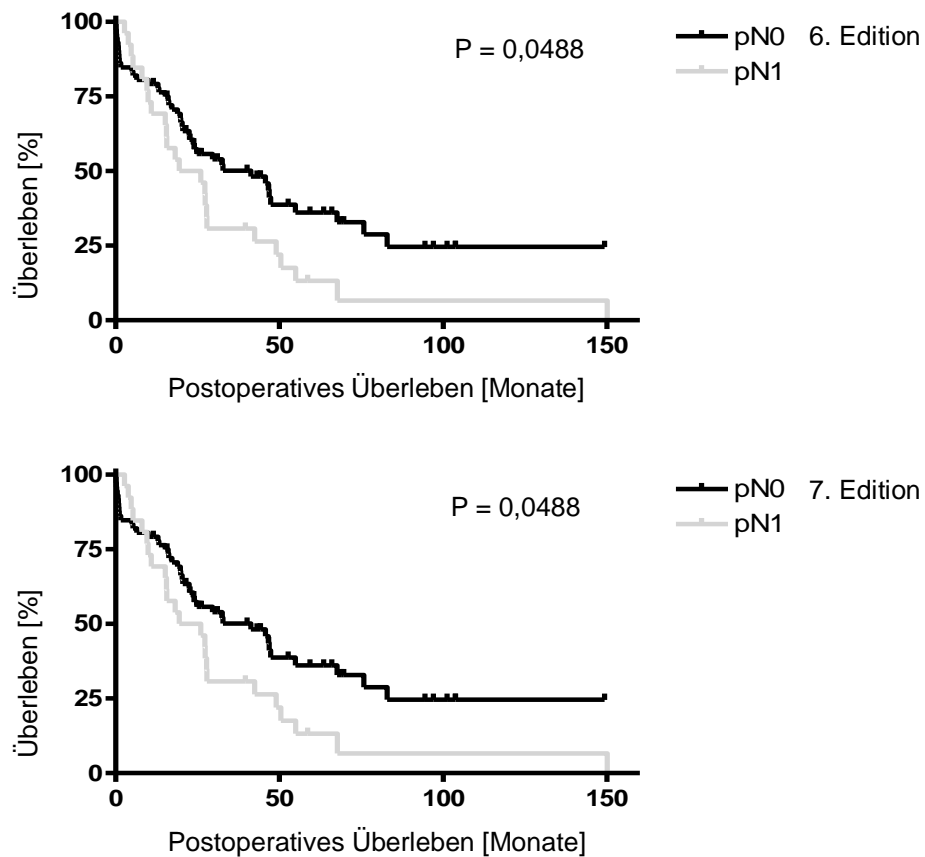 100
75
50
25
0
Überleben [%]
P = 0,0488
pN0 6. Edition
pN1
0 50 100 150
Postoperatives Überleben [Monate]
100
75
50
25
0
Überleben [%]
P = 0,0488
pN0 7. Edition
pN1
0 50 100 150
Postoperatives Überleben [Monate]